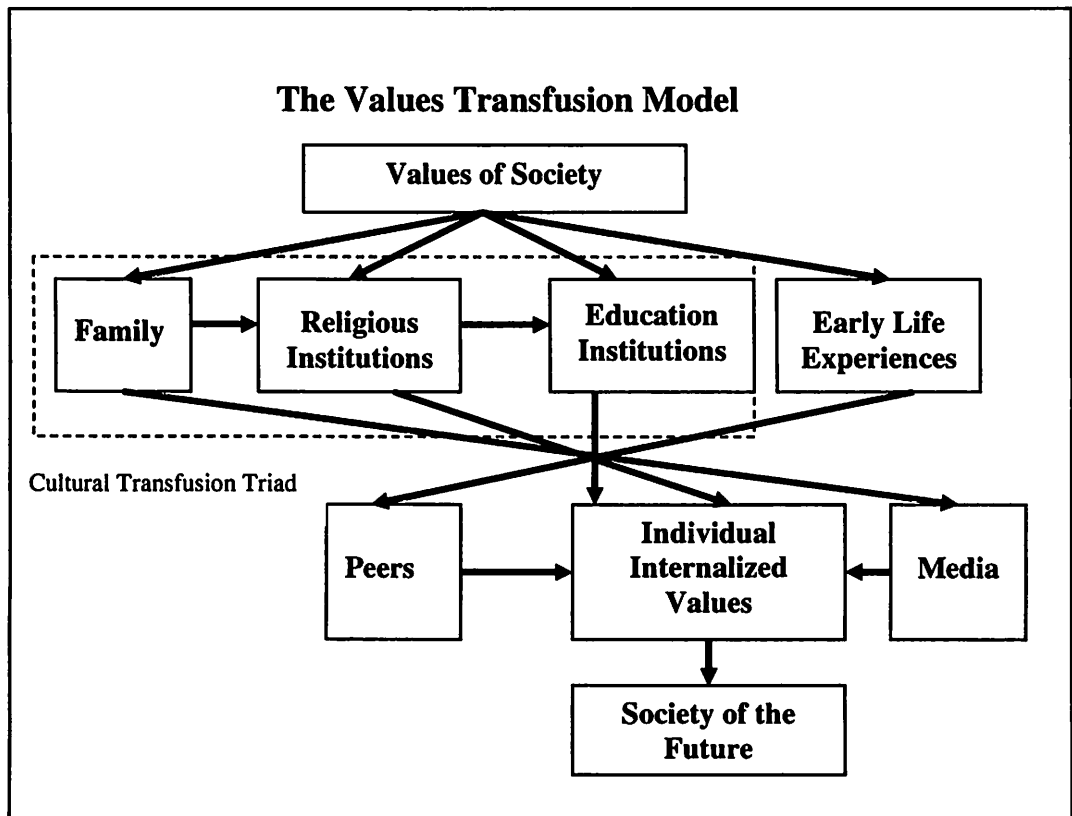 The Values Transfusion Model
Values of Society
Family
Religious
Institutions
Education
Institutions
Early Life
Experiences
Cultural Transfusion Triad
Peers
Individual
Internalized
Values
Media
Society of the
Future